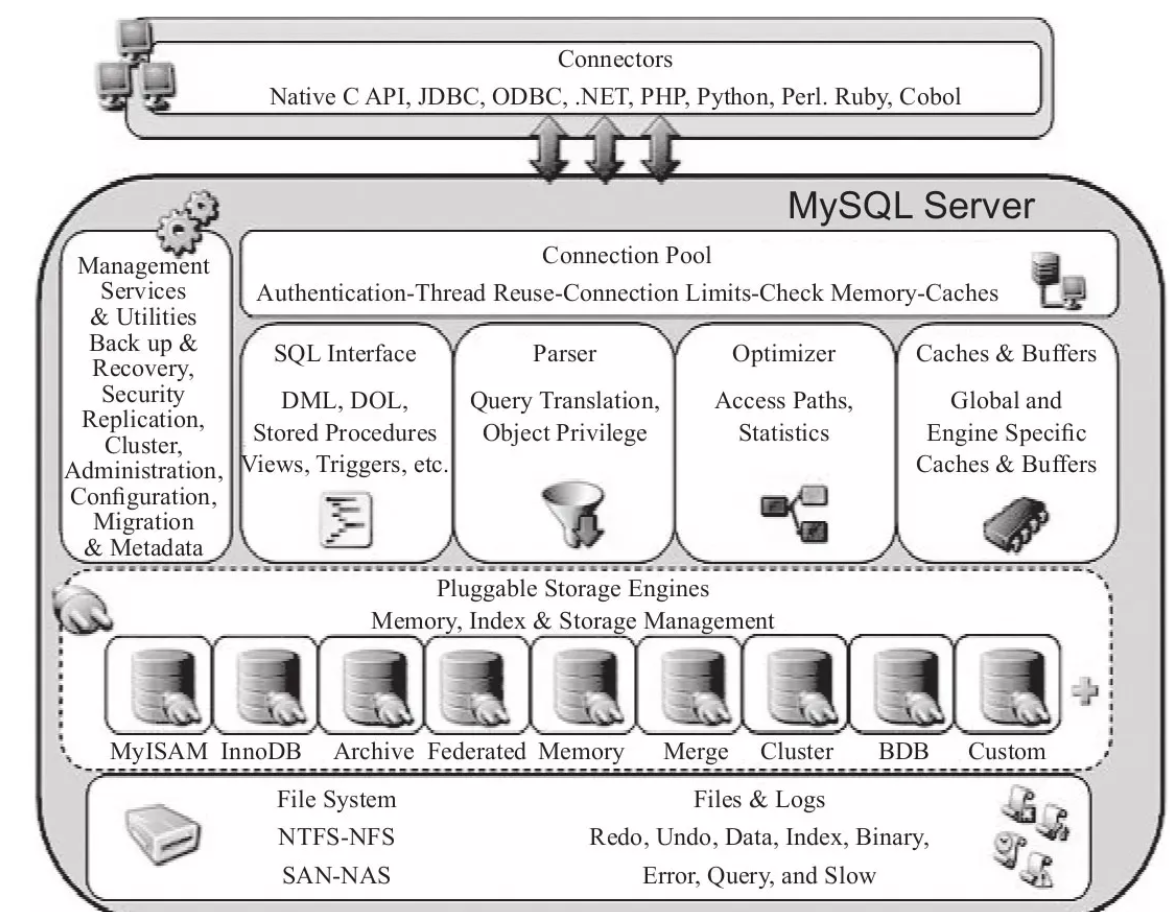 Connectors
Native C API, JDBC, ODBC, .NET, PHP, Python, Perl. Ruby, Cobol
MySQL Server
Management
Services
& Utilities
Back up &
Recovery,
Security
Replication,
Cluster,
Administration,
Configuration,
Migration
& Metadata
Connection Pool
Authentication-Thread Reuse-Connection Limits-Check Memory-Caches
SQL Interface
DML, DOL,
Stored Procedures
Views, Triggers, etc.
Parser
Query Translation,
Object Privilege
Optimizer
Access Paths,
Statistics
Caches & Buffers
Global and
Engine Specific
Caches & Buffers
Pluggable Storage Engines
Memory, Index & Storage Management
MyISAM InnoDB Archive Federated Memory Merge Cluster BDB Custom
File System
NTFS-NFS
SAN-NAS
Files & Logs
Redo, Undo, Data, Index, Binary,
Error, Query, and Slow